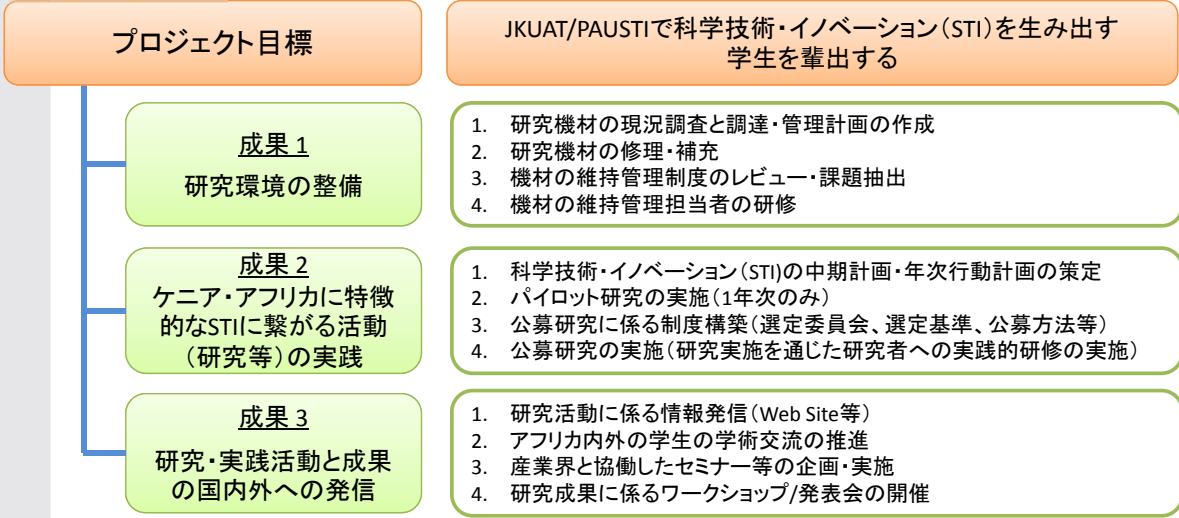 プロジェクト目標
JKUAT/PAUSTIで科学技術・イノベーション(STI)を生み出す
学生を輩出する
成果 1
研究環境の整備
1. 研究機材の現況調査と調達・管理計画の作成
2. 研究機材の修理・補充
3. 機材の維持管理制度のレビュー・課題抽出
4. 機材の維持管理担当者の研修
成果 2
ケニア・アフリカに特徴
的なSTIに繋がる活動
(研究等)の実践
1. 科学技術・イノベーション(STI)の中期計画・年次行動計画の策定
2. パイロット研究の実施(1年次のみ)
3. 公募研究に係る制度構築(選定委員会、選定基準、公募方法等)
4. 公募研究の実施(研究実施を通じた研究者への実践的研修の実施)
成果 3
研究・実践活動と成果
の国内外への発信
1. 研究活動に係る情報発信(Web Site等)
2. アフリカ内外の学生の学術交流の推進
3. 産業界と協働したセミナー等の企画・実施
4. 研究成果に係るワークショップ/発表会の開催